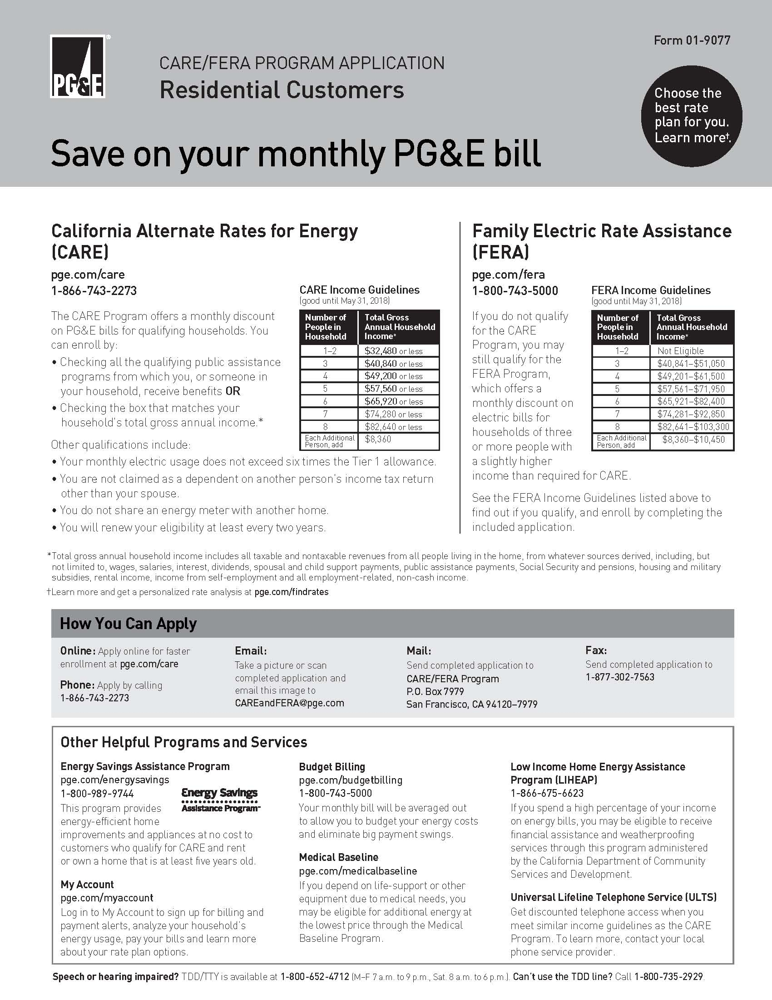 Form 01-9077
PG&E®
CARE/FERA PROGRAM APPLICATION
Residential Customers
Choose the
best rate
plan for you.
Learn more†.
Save on your monthly PG&E bill
California Alternate Rates for Energy
(CARE)
pge.com/care
1-866-743-2273
The CARE Program offers a monthly discount
on PG&E bills for qualifying households. You
can enroll by:
• Checking all the qualifying public assistance
programs from which you, or someone in
your household, receive benefits OR
• Checking the box that matches your
household's total gross annual income.*
Other qualifications include:
• Your monthly electric usage does not exceed six times the Tier 1 allowance.
• You are not claimed as a dependent on another person's income tax return
other than your spouse.
• You do not share an energy meter with another home.
• You will renew your eligibility at least every two years.
CARE Income Guidelines
(good until May 31, 2018)
Number of People in Household Total Gross Annual Household Income*
1–2 $32,480 or less
3 $40,840 or less
4 $49,200 or less
5 $57,560 or less
6 $65,920 or less
7 $74,280 or less
8 $82,640 or less
Each Additional Person, add $8,360
Family Electric Rate Assistance
(FERA)
pge.com/fera
1-800-743-5000
If you do not qualify
for the CARE
Program, you may
still qualify for the
FERA Program,
which offers a
monthly discount on
electric bills for
households of three
or more people with
a slightly higher
income than required for CARE.
See the FERA Income Guidelines listed above to
find out if you qualify, and enroll by completing the
included application.
FERA Income Guidelines
(good until May 31, 2018)
Number of People in Household Total Gross Annual Household Income*
1–2 Not Eligible
3 $40,841–$51,050
4 $49,201–$61,500
5 $57,561–$71,950
6 $65,921–$82,400
7 $74,281–$92,850
8 $82,641–$103,300
Each Additional Person, add $8,360–$10,450
*Total gross annual household income includes all taxable and nontaxable revenues from all people living in the home, from whatever sources derived, including, but
not limited to, wages, salaries, interest, dividends, spousal and child support payments, public assistance payments, Social Security and pensions, housing and military
subsidies, rental income, income from self-employment and all employment-related, non-cash income.
†Learn more and get a personalized rate analysis at pge.com/findrates
How You Can Apply
Online: Apply online for faster
enrollment at pge.com/care
Phone: Apply by calling
1-866-743-2273
Email:
Take a picture or scan
completed application and
email this image to
CAREandFERA@pge.com
Mail:
Send completed application to
CARE/FERA Program
P.O. Box 7979
San Francisco, CA 94120–7979
Fax:
Send completed application to
1-877-302-7563
Other Helpful Programs and Services
Energy Savings Assistance Program
pge.com/energysavings
1-800-989-9744
Energy Savings
Assistance Program™
This program provides
energy-efficient home
improvements and appliances at no cost to
customers who qualify for CARE and rent
or own a home that is at least five years old.
My Account
pge.com/myaccount
Log in to My Account to sign up for billing and
payment alerts, analyze your household's
energy usage, pay your bills and learn more
about your rate plan options.
Budget Billing
pge.com/budgetbilling
1-800-743-5000
Your monthly bill will be averaged out
to allow you to budget your energy costs
and eliminate big payment swings.
Medical Baseline
pge.com/medicalbaseline
If you depend on life-support or other
equipment due to medical needs, you
may be eligible for additional energy at
the lowest price through the Medical
Baseline Program.
Low Income Home Energy Assistance
Program (LIHEAP)
1-866-675-6623
If you spend a high percentage of your income
on energy bills, you may be eligible to receive
financial assistance and weatherproofing
services through this program administered
by the California Department of Community
Services and Development.
Universal Lifeline Telephone Service (ULTS)
Get discounted telephone access when you
meet similar income guidelines as the CARE
Program. To learn more, contact your local
phone service provider.
Speech or hearing impaired? TDD/TTY is available at 1-800-652-4712 (M–F 7 a.m. to 9 p.m., Sat. 8 a.m. to 6 p.m.). Can't use the TDD line? Call 1-800-735-2929.